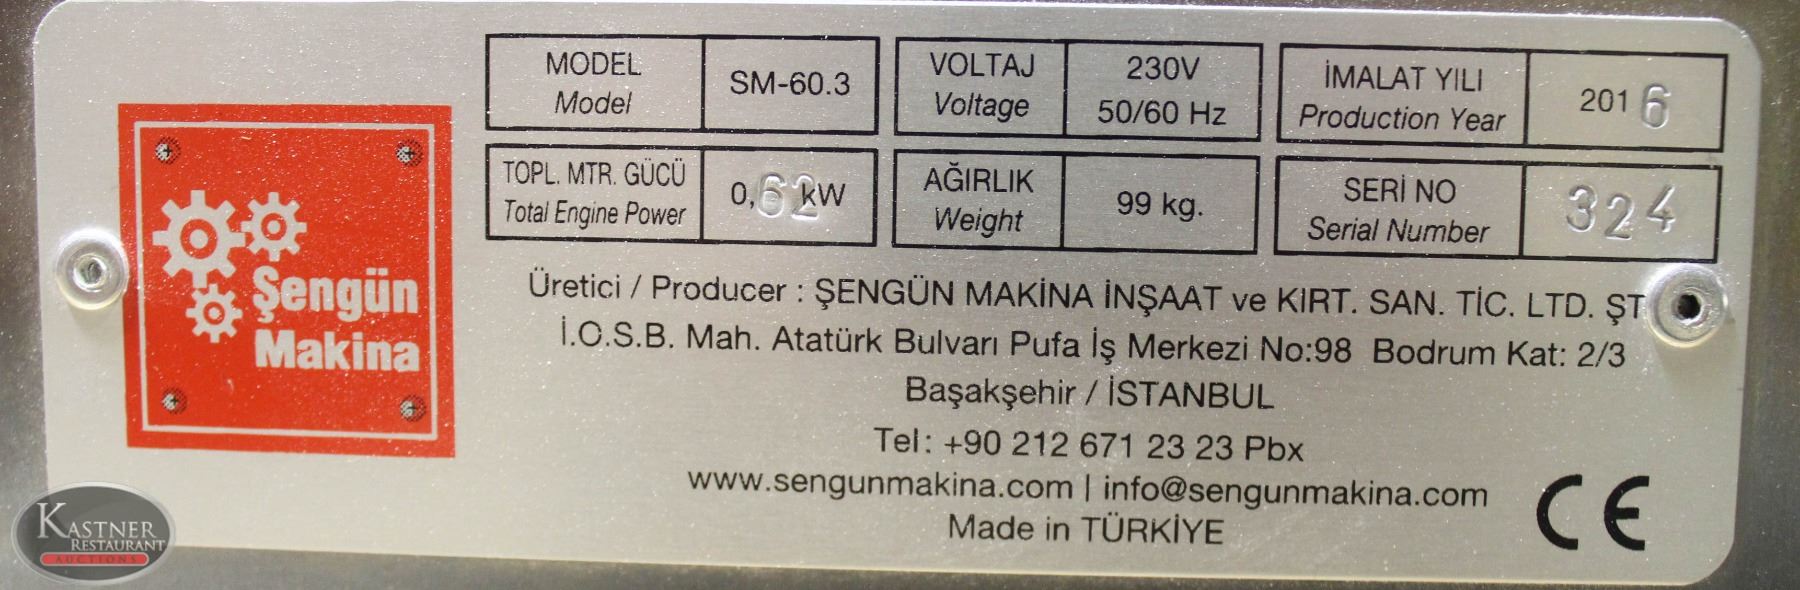 MODEL
Model
SM-60.3
VOLTAJ
Voltage
230V
50/60 Hz
İMALAT YILI
Production Year
2016
TOPL. MTR. GÜCÜ
Total Engine Power
0,62 kW
AĞIRLIK
Weight
99 kg.
SERİ NO
Serial Number
324
Şengün
Makina
Üretici / Producer : ŞENGÜN MAKİNA İNŞAAT ve KIRT. SAN. TİC. LTD. ŞT
İ.O.S.B. Mah. Atatürk Bulvarı Pufa İş Merkezi No:98 Bodrum Kat: 2/3
Başakşehir / İSTANBUL
Tel: +90 212 671 23 23 Pbx
www.sengunmakina.com | info@sengunmakina.com
Made in TÜRKİYE
CE
KASTNER
RESTAURANT
AUCTIONS